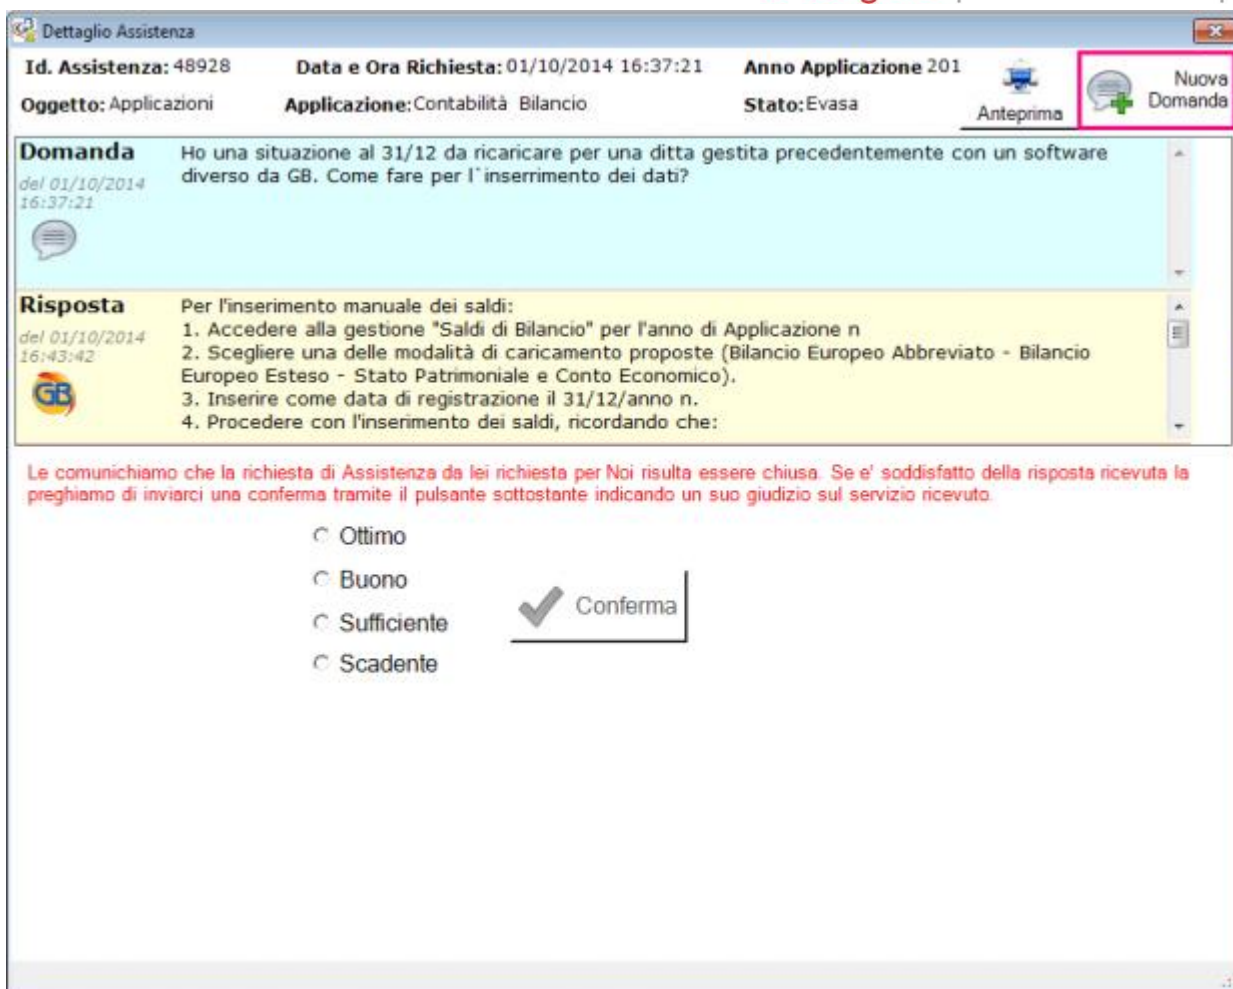 Dettaglio Assistenza
Id. Assistenza: 48928 Data e Ora Richiesta: 01/10/2014 16:37:21 Anno Applicazione 201
Oggetto: Applicazioni Applicazione: Contabilità Bilancio Stato: Evasa
Anteprima
Nuova
Domanda
Domanda
del 01/10/2014
16:37:21
Ho una situazione al 31/12 da ricaricare per una ditta gestita precedentemente con un software
diverso da GB. Come fare per l`inserrimento dei dati?
Risposta
del 01/10/2014
16:43:42
GB
Per l'inserimento manuale dei saldi:
1. Accedere alla gestione "Saldi di Bilancio" per l'anno di Applicazione n
2. Scegliere una delle modalità di caricamento proposte (Bilancio Europeo Abbreviato - Bilancio
Europeo Esteso - Stato Patrimoniale e Conto Economico).
3. Inserire come data di registrazione il 31/12/anno n.
4. Procedere con l'inserimento dei saldi, ricordando che:
Le comunichiamo che la richiesta di Assistenza da lei richiesta per Noi risulta essere chiusa. Se e' soddisfatto della risposta ricevuta la
preghiamo di inviarci una conferma tramite il pulsante sottostante indicando un suo giudizio sul servizio ricevuto.
Ottimo
Buono
Sufficiente
Scadente
Conferma